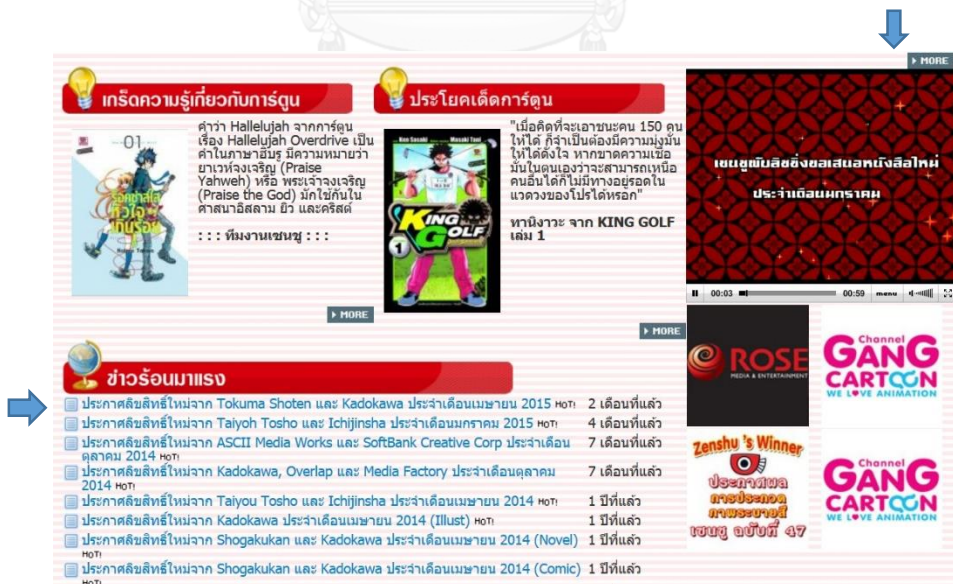 MORE
เกร็ดความรู้เกี่ยวกับการ์ตูน
01
ร็อคซ่าส์ใส่
หัวใจ
เกินร้อย
คำว่า Hallelujah จากการ์ตูน
เรื่อง Hallelujah Overdrive เป็น
คำในภาษาฮีบรู มีความหมายว่า
ยาเวห์จงเจริญ (Praise
Yahweh) หรือ พระเจ้าจงเจริญ
(Praise the God) มักใช้กันใน
ศาสนาอิสลาม ยิว และคริสต์
: : : ทีมงานเซนชู : : :
MORE
ประโยคเด็ดการ์ตูน
Ken Sasaki
Masaki Tani
KING
GOLF
1
"เมื่อคิดที่จะเอาชนะคน 150 คน
ให้ได้ ก็จำเป็นต้องมีความมุ่งมั่น
ให้ได้ดั่งใจ หากขาดความเชื่อ
มั่นในตนเองว่าจะสามารถเหนือ
คนอื่นได้ก็ไม่มีทางอยู่รอดใน
แวดวงของโปรได้หรอก"
ทานิงาวะ จาก KING GOLF
เล่ม 1
MORE
เซนชูพับลิชชิ่งขอเสนอหนังสือใหม่
ประจำเดือนมกราคม
00:03 00:59 menu
ROSE
MEDIA & ENTERTAINMENT
Channel
GANG
CARTOON
WE LOVE ANIMATION
Zenshu 's Winner
ประกาศผล
การประกวด
ภาพระบายสี
เซนชู ฉบับที่ 47
Channel
GANG
CARTOON
WE LOVE ANIMATION
ข่าวร้อนมาแรง
ประกาศลิขสิทธิ์ใหม่จาก Tokuma Shoten และ Kadokawa ประจำเดือนเมษายน 2015 HOT! 2 เดือนที่แล้ว
ประกาศลิขสิทธิ์ใหม่จาก Taiyoh Tosho และ Ichijinsha ประจำเดือนมกราคม 2015 HOT! 4 เดือนที่แล้ว
ประกาศลิขสิทธิ์ใหม่จาก ASCII Media Works และ SoftBank Creative Corp ประจำเดือน 7 เดือนที่แล้ว
ตุลาคม 2014 HOT!
ประกาศลิขสิทธิ์ใหม่จาก Kadokawa, Overlap และ Media Factory ประจำเดือนตุลาคม 7 เดือนที่แล้ว
2014 HOT!
ประกาศลิขสิทธิ์ใหม่จาก Taiyou Tosho และ Ichijinsha ประจำเดือนเมษายน 2014 HOT! 1 ปีที่แล้ว
ประกาศลิขสิทธิ์ใหม่จาก Kadokawa ประจำเดือนเมษายน 2014 (Illust) HOT! 1 ปีที่แล้ว
ประกาศลิขสิทธิ์ใหม่จาก Shogakukan และ Kadokawa ประจำเดือนเมษายน 2014 (Novel) 1 ปีที่แล้ว
HOT!
ประกาศลิขสิทธิ์ใหม่จาก Shogakukan และ Kadokawa ประจำเดือนเมษายน 2014 (Comic) 1 ปีที่แล้ว
HOT!